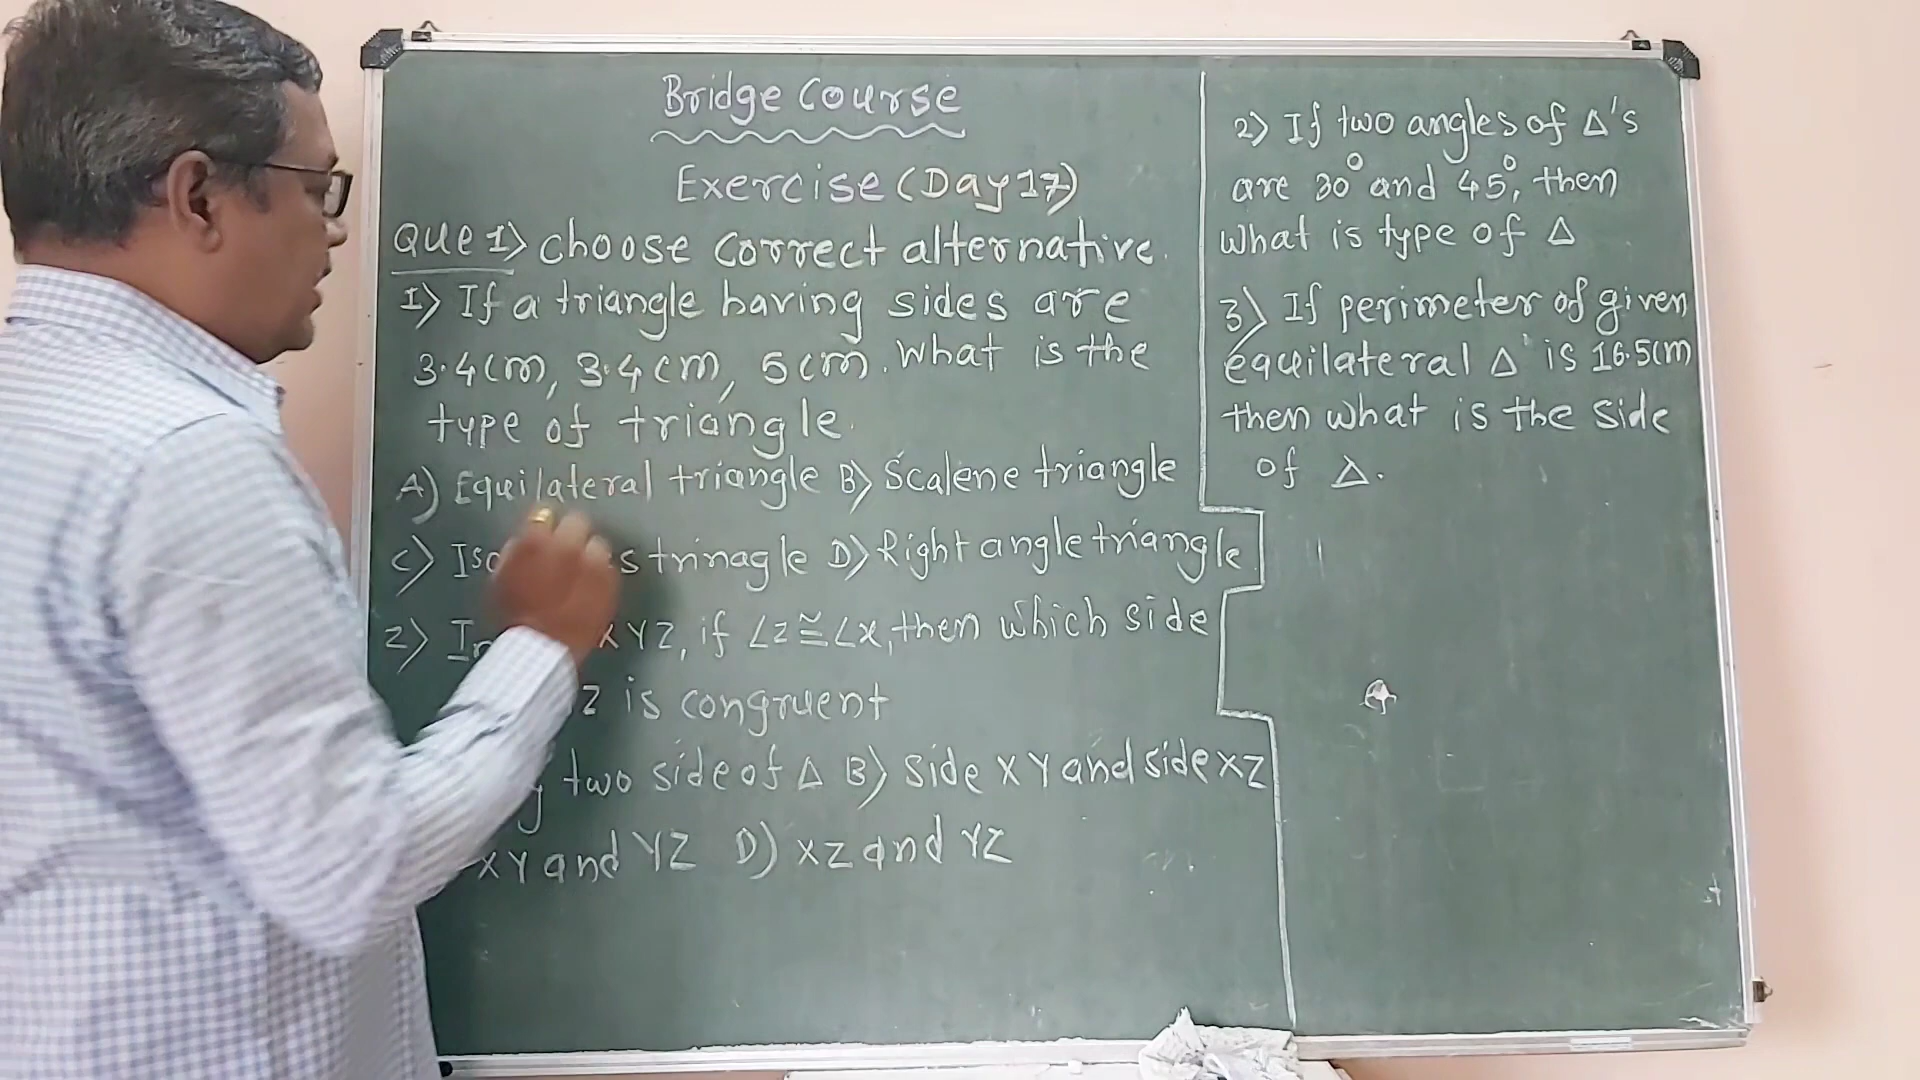 Bridge Course
Exercise (Day 17)
QUE 1) Choose Correct alternative.
I) If a triangle having sides are
3.4cm, 3.4cm, 5cm. What is the
type of triangle.
A) Equilateral triangle B) Scalene triangle
C) trinagle D) Right angle triangle
2) XYZ, if ∠Z≅∠X, then which side
is congruent
two side of Δ B) Side XY and side XZ
XY and YZ D) XZ and YZ
2) If two angles of Δ's
are 30° and 45°, then
What is type of Δ
3) If perimeter of given
equilateral Δ is 16.5cm
then what is the side
of Δ.